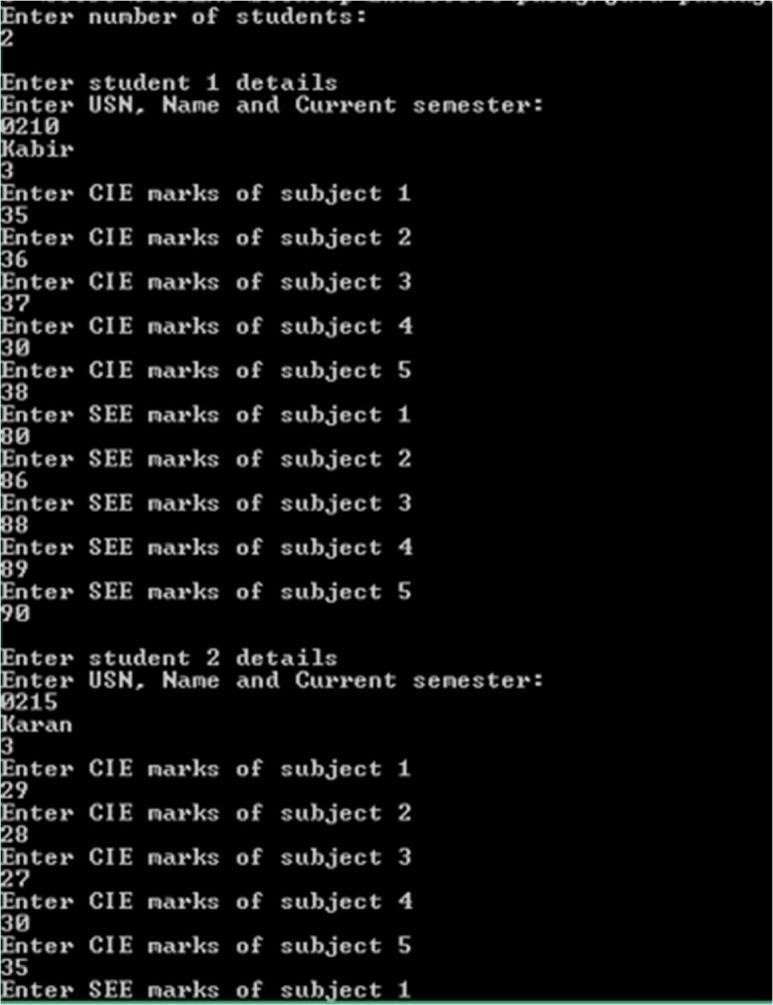 Enter number of students:
2
Enter student 1 details
Enter USN, Name and Current semester:
0210
Kabir
3
Enter CIE marks of subject 1
35
Enter CIE marks of subject 2
36
Enter CIE marks of subject 3
37
Enter CIE marks of subject 4
30
Enter CIE marks of subject 5
38
Enter SEE marks of subject 1
80
Enter SEE marks of subject 2
86
Enter SEE marks of subject 3
88
Enter SEE marks of subject 4
89
Enter SEE marks of subject 5
90
Enter student 2 details
Enter USN, Name and Current semester:
0215
Karan
3
Enter CIE marks of subject 1
29
Enter CIE marks of subject 2
28
Enter CIE marks of subject 3
27
Enter CIE marks of subject 4
30
Enter CIE marks of subject 5
35
Enter SEE marks of subject 1